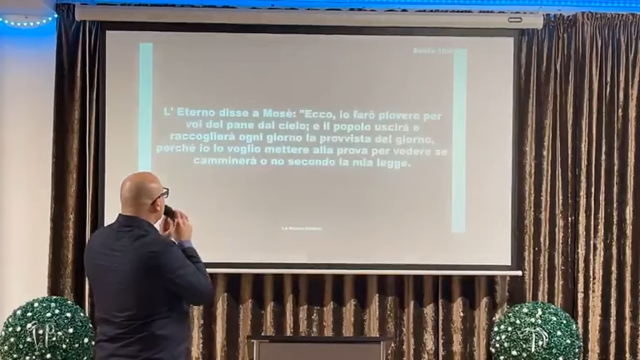 L' Eterno disse a Mosè: "Ecco, io farò piovere per
voi del pane dal cielo; e il popolo uscirà e
raccoglierà ogni giorno la provvista del giorno,
perché io lo voglio mettere alla prova per vedere se
camminerà o no secondo la mia legge.